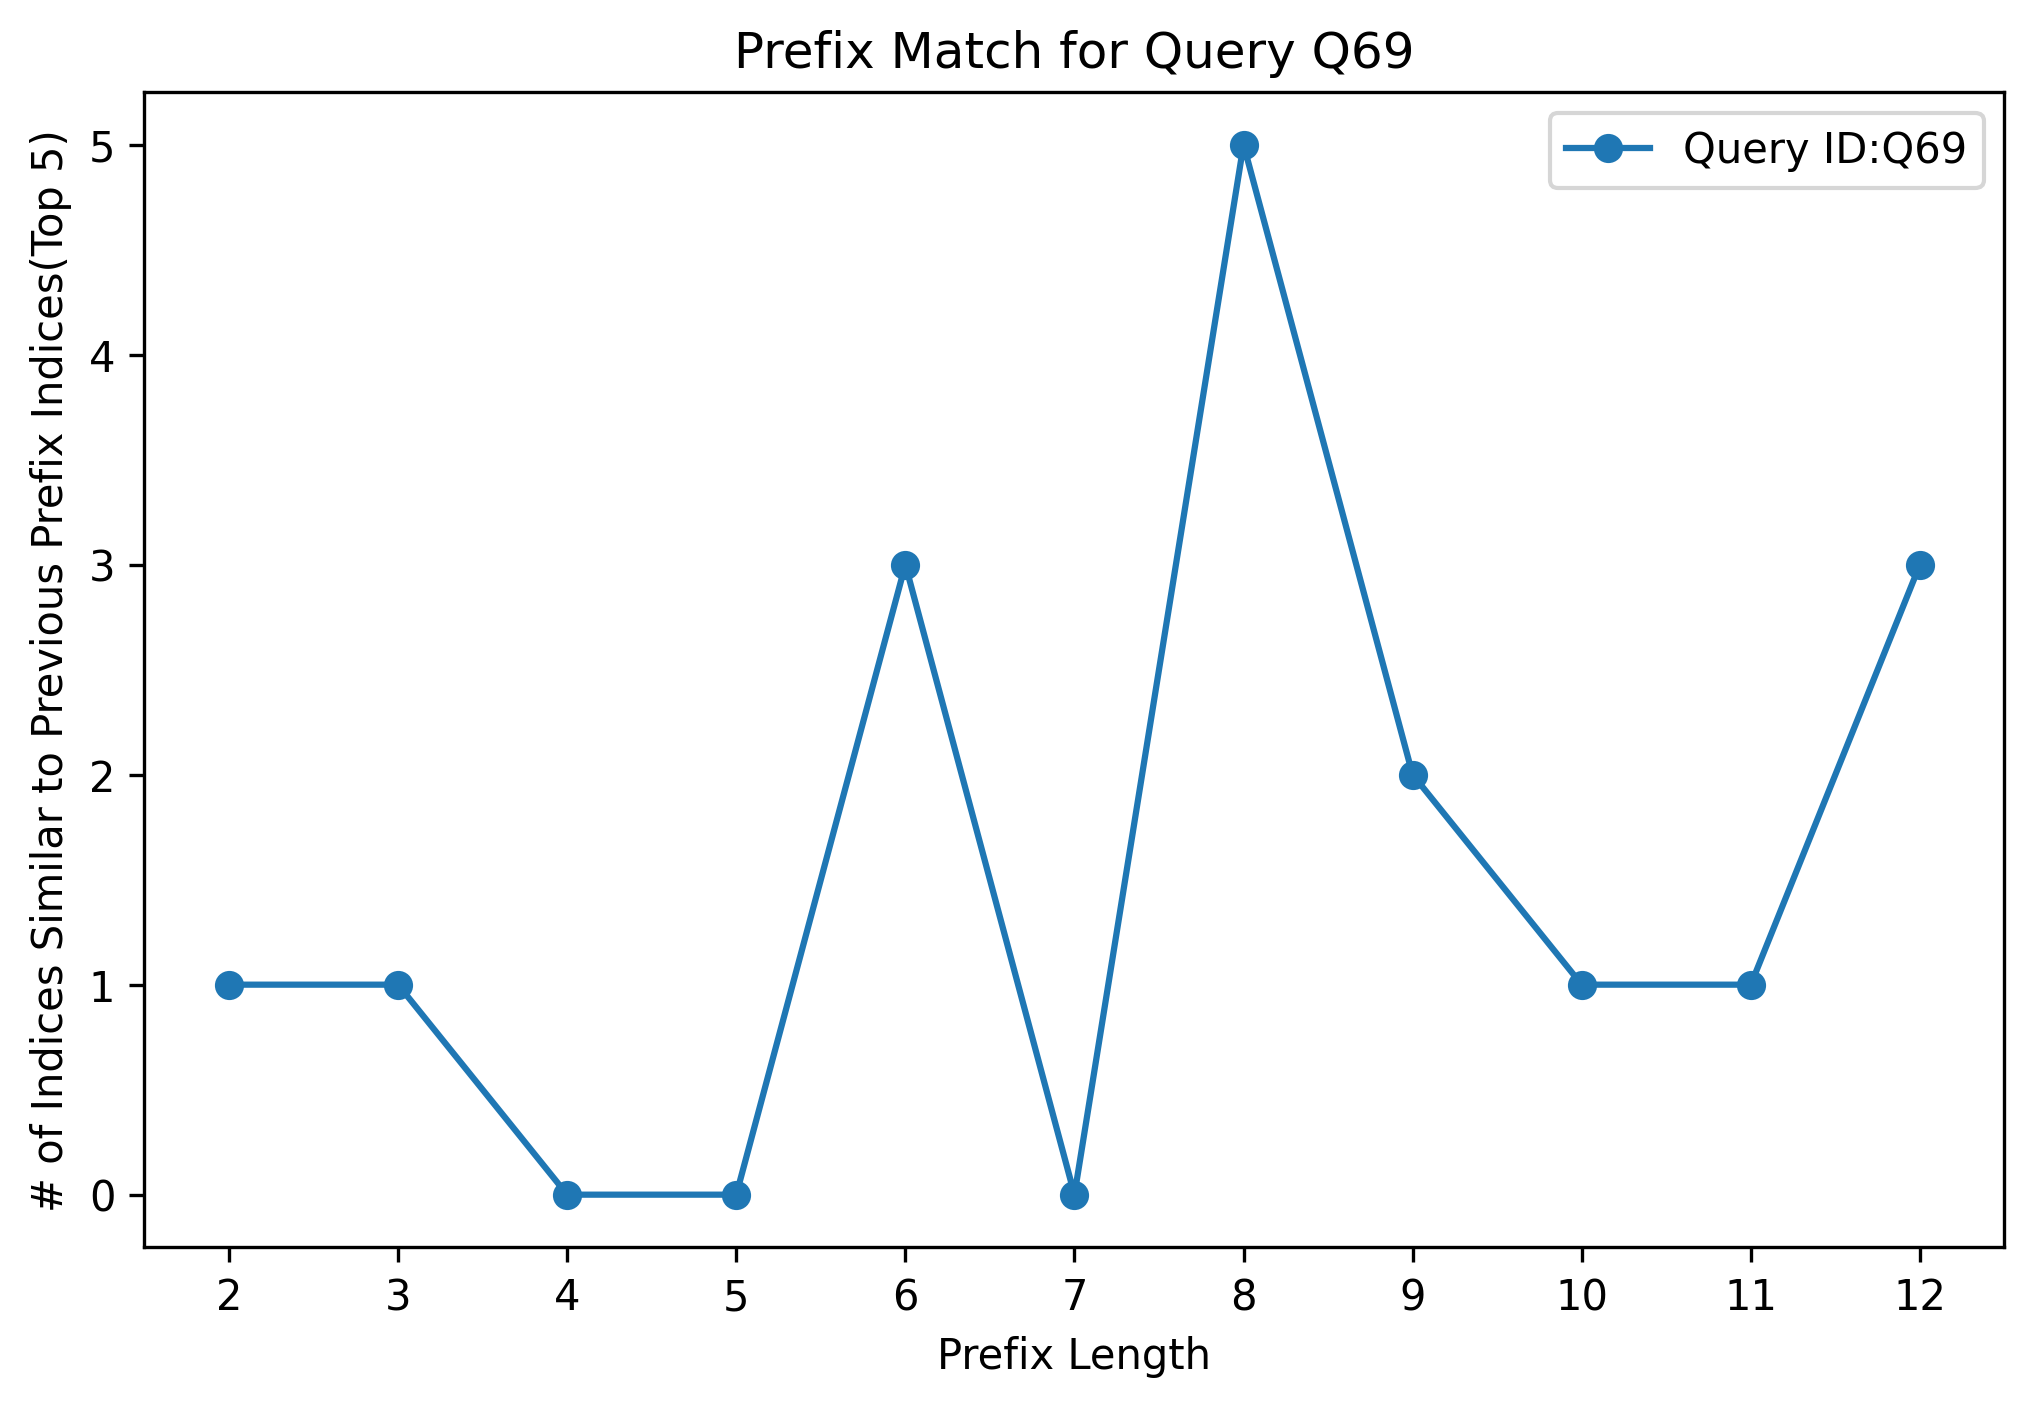 Prefix Match for Query Q69
Query ID:Q69
# of Indices Similar to Previous Prefix Indices(Top 5)
5
4
3
2
1
0
2 3 4 5 6 7 8 9 10 11 12
Prefix Length